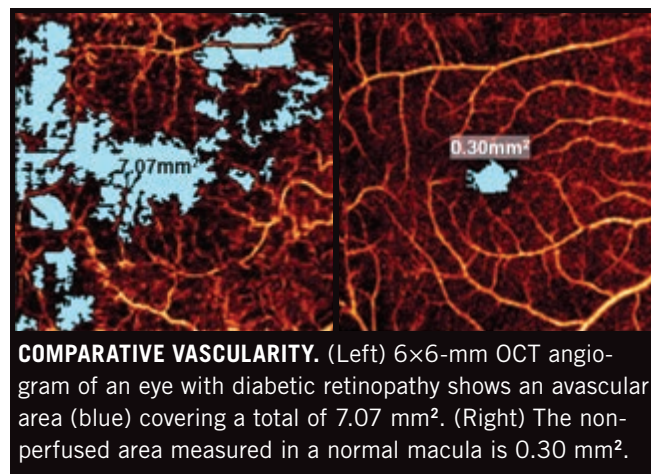 7.07mm²
0.30mm²
COMPARATIVE VASCULARITY. (Left) 6×6-mm OCT angio-
gram of an eye with diabetic retinopathy shows an avascular
area (blue) covering a total of 7.07 mm². (Right) The non-
perfused area measured in a normal macula is 0.30 mm².